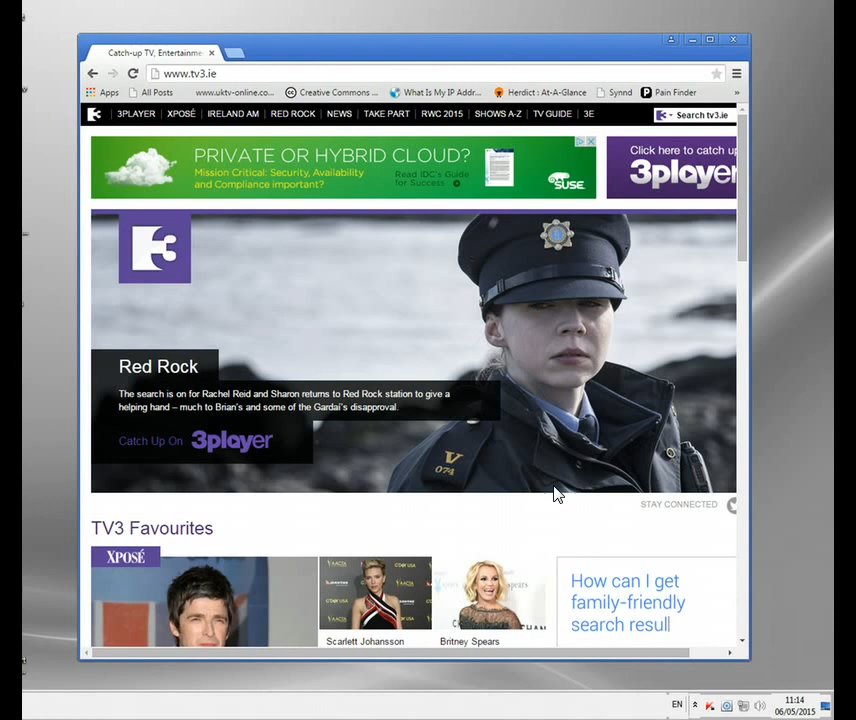 Catch-up TV, Entertainme
www.tv3.ie
Apps All Posts www.uktv-online.co... Creative Commons ... What Is My IP Addr... Herdict : At-A-Glance Synnd Pain Finder »
3PLAYER XPOSÉ IRELAND AM RED ROCK NEWS TAKE PART RWC 2015 SHOWS A-Z TV GUIDE 3E Search tv3.ie
PRIVATE OR HYBRID CLOUD?
Mission Critical: Security, Availability
and Compliance important?
Read IDC's Guide
for Success
SUSE
Click here to catch up
3player
3
Red Rock
The search is on for Rachel Reid and Sharon returns to Red Rock station to give a
helping hand – much to Brian's and some of the Gardaí's disapproval.
Catch Up On 3player
V
074
STAY CONNECTED
TV3 Favourites
XPOSÉ
How can I get
family-friendly
search resul
Scarlett Johansson
Britney Spears
EN
11:14
06/05/2015